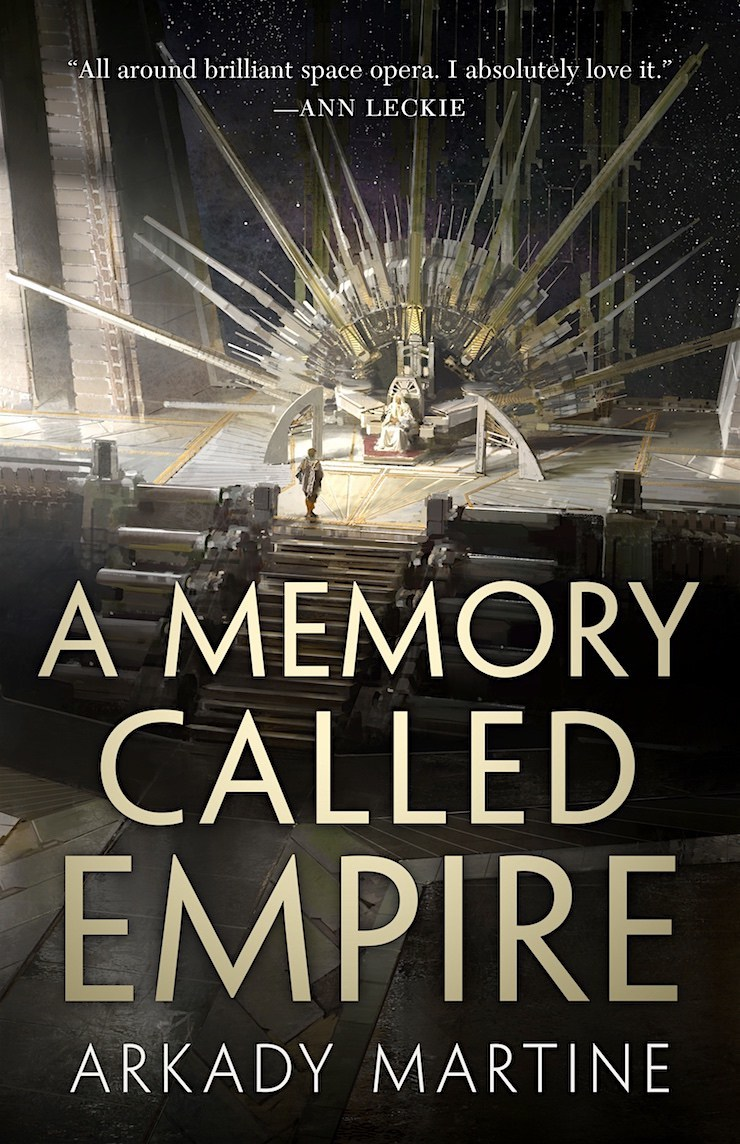 “All around brilliant space opera. I absolutely love it.”
—ANN LECKIE
A MEMORY
CALLED
EMPIRE
ARKADY MARTINE